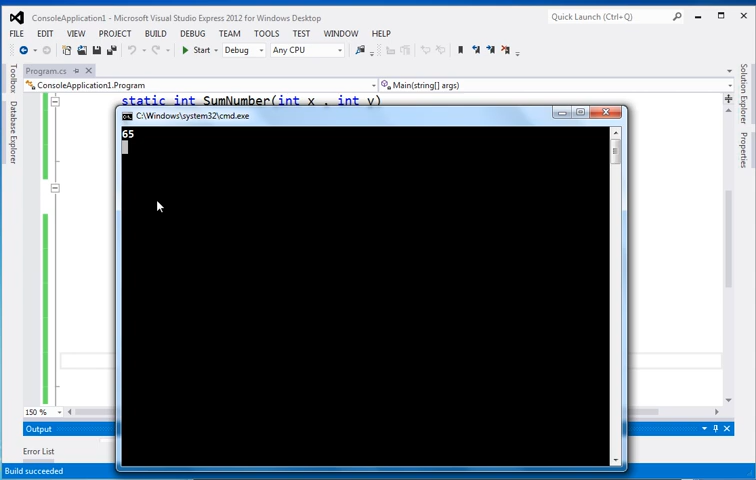 ConsoleApplication1 - Microsoft Visual Studio Express 2012 for Windows Desktop
Quick Launch (Ctrl+Q)
FILE EDIT VIEW PROJECT BUILD DEBUG TEAM TOOLS TEST WINDOW HELP
Start Debug Any CPU
Program.cs
ConsoleApplication1.Program Main(string[] args)
static int SumNumber(int x , int y)
C:\Windows\system32\cmd.exe
65
Toolbox
Database Explorer
Solution Explorer
Properties
150 %
Output
Error List
Build succeeded